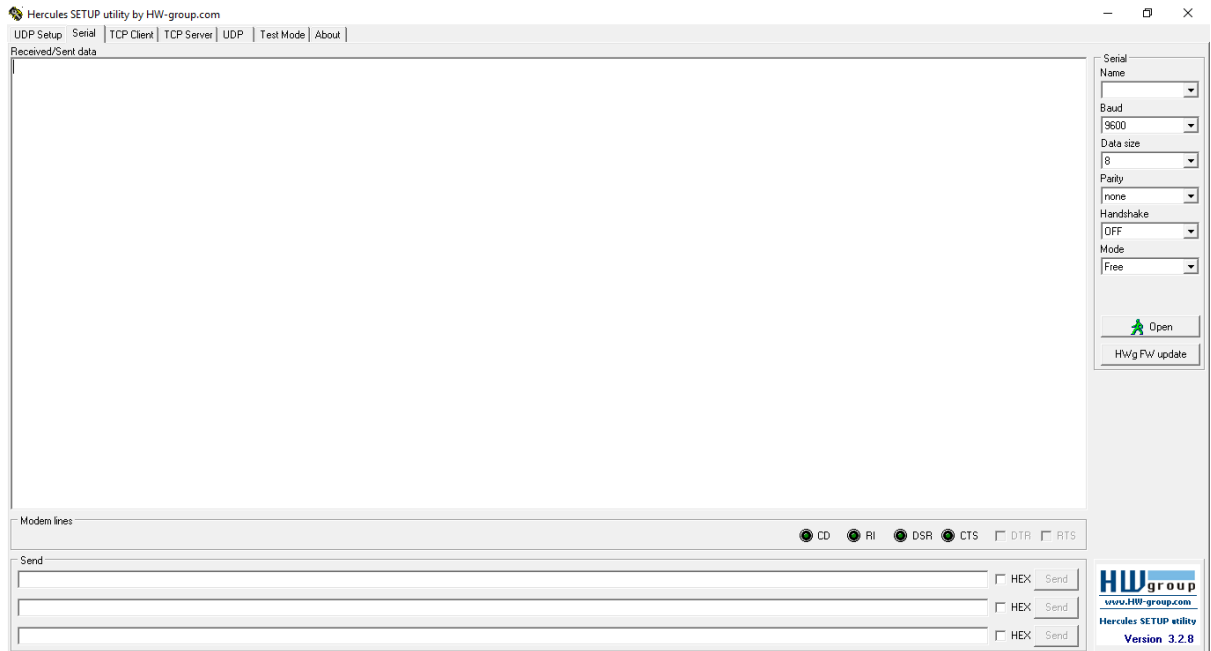 Hercules SETUP utility by HW-group.com
UDP Setup Serial TCP Client TCP Server UDP Test Mode About
Received/Sent data
Serial
Name
Baud
9600
Data size
8
Parity
none
Handshake
OFF
Mode
Free
Open
HWg FW update
Modem lines
CD RI DSR CTS DTR RTS
Send
HEX Send
HEX Send
HEX Send
HW group
www.HW-group.com
Hercules SETUP utility
Version 3.2.8